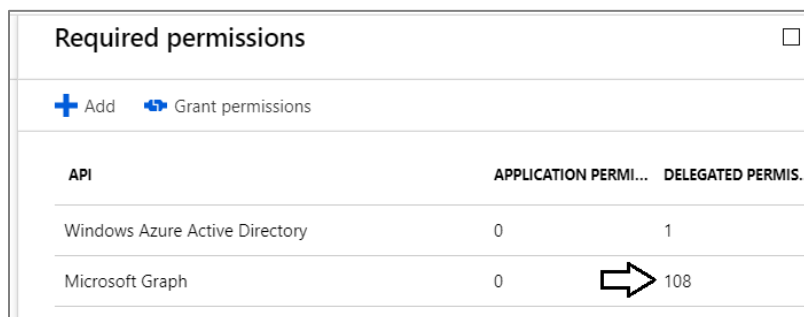 Required permissions
Add Grant permissions
API APPLICATION PERMI... DELEGATED PERMIS..
Windows Azure Active Directory 0 1
Microsoft Graph 0 108